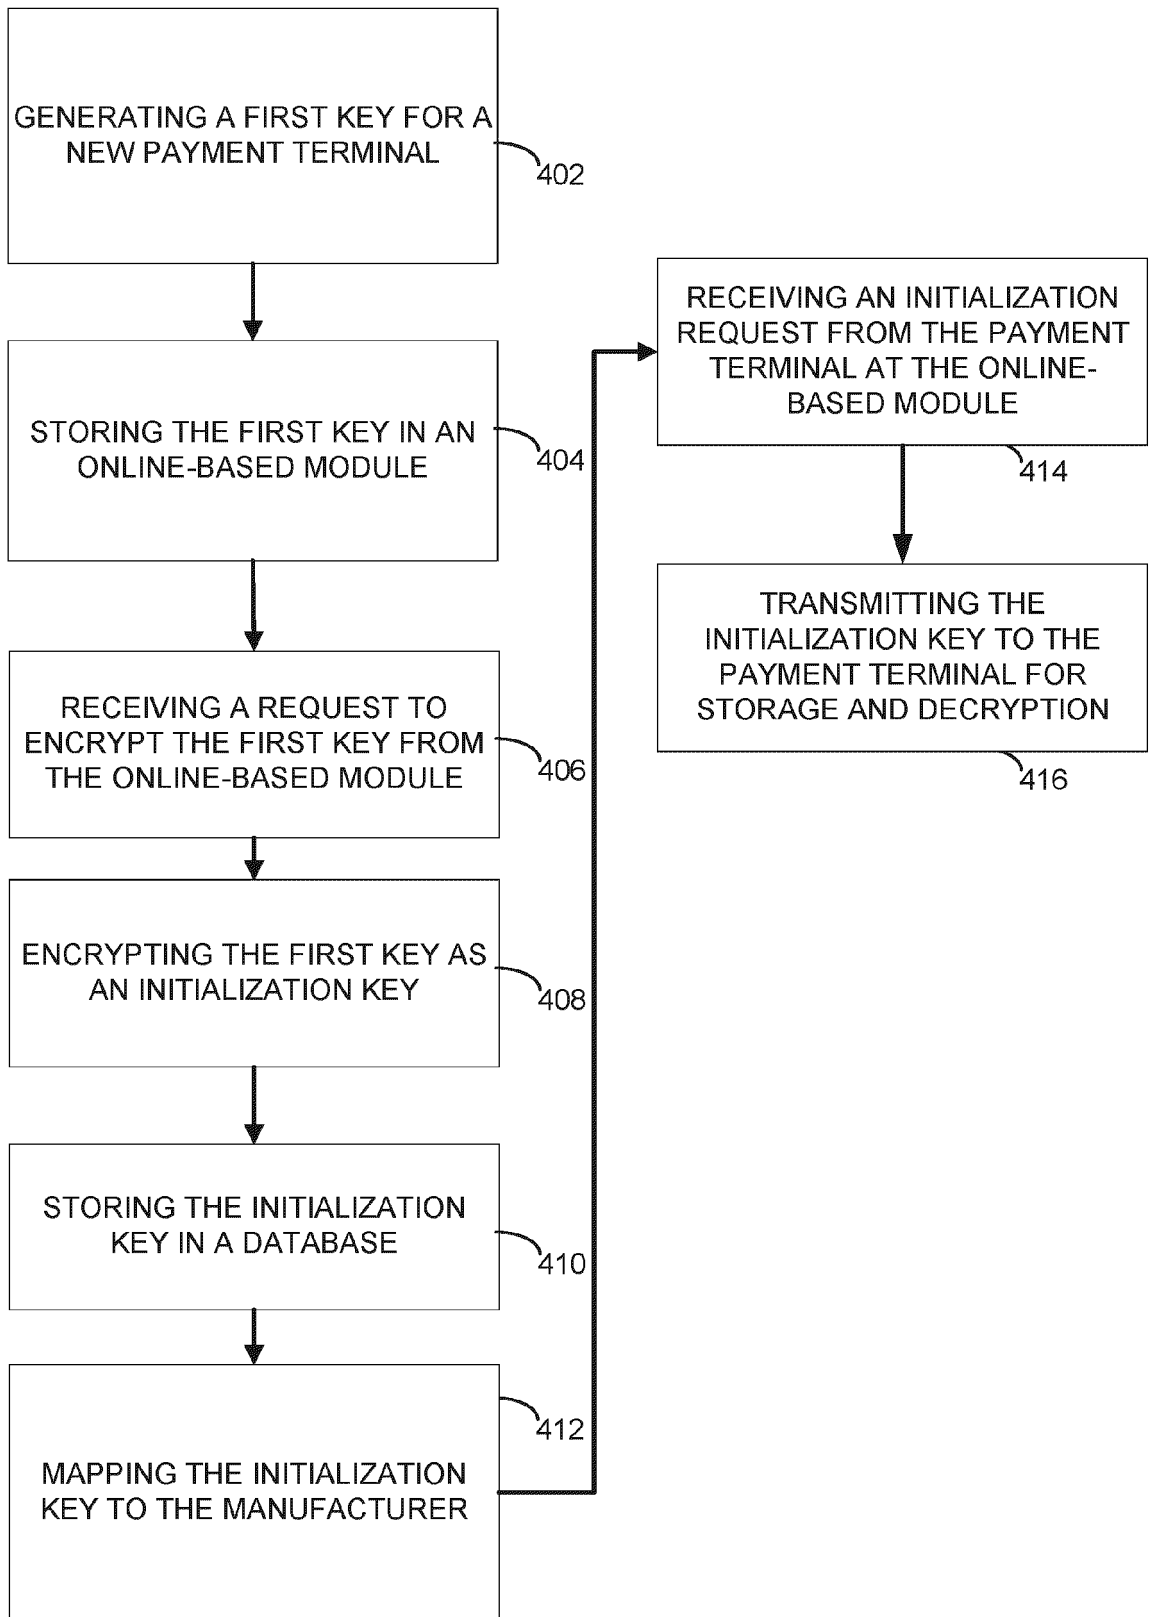 GENERATING A FIRST KEY FOR A
NEW PAYMENT TERMINAL
402
STORING THE FIRST KEY IN AN
ONLINE-BASED MODULE
404
RECEIVING A REQUEST TO
ENCRYPT THE FIRST KEY FROM
THE ONLINE-BASED MODULE
406
ENCRYPTING THE FIRST KEY AS
AN INITIALIZATION KEY
408
STORING THE INITIALIZATION
KEY IN A DATABASE
410
412
MAPPING THE INITIALIZATION
KEY TO THE MANUFACTURER
RECEIVING AN INITIALIZATION
REQUEST FROM THE PAYMENT
TERMINAL AT THE ONLINE-
BASED MODULE
414
TRANSMITTING THE
INITIALIZATION KEY TO THE
PAYMENT TERMINAL FOR
STORAGE AND DECRYPTION
416